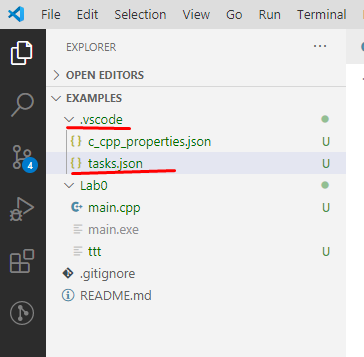 File Edit Selection View Go Run Terminal
EXPLORER ...
OPEN EDITORS
EXAMPLES
.vscode
{} c_cpp_properties.json U
{} tasks.json U
Lab0
main.cpp U
main.exe
ttt U
.gitignore
README.md
4